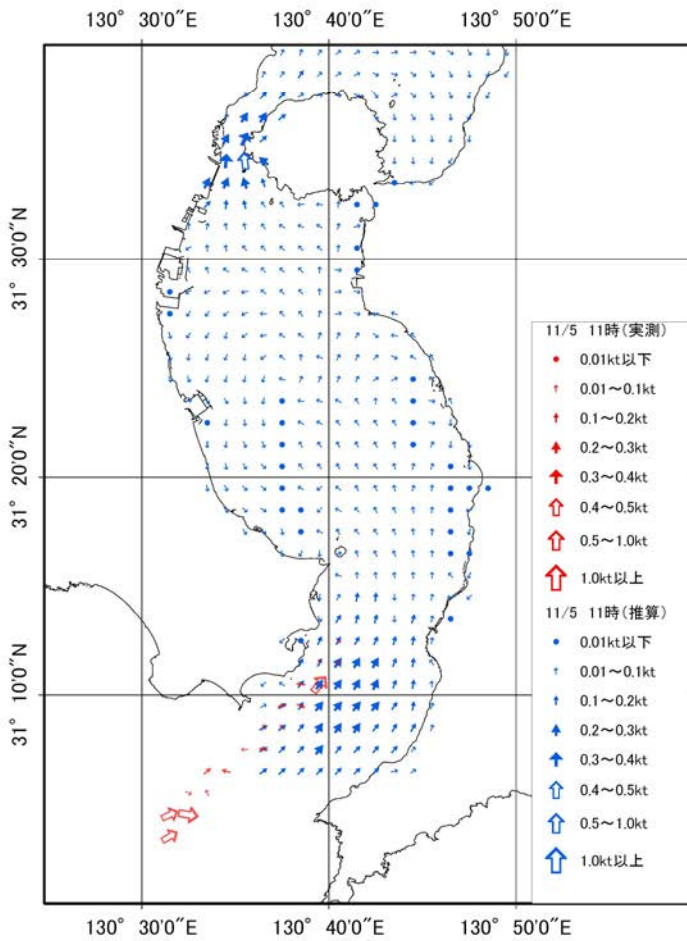 130° 30'0"E 130° 40'0"E 130° 50'0"E
31° 30'0"N
31° 20'0"N
31° 10'0"N
11/5 11時(実測)
0.01kt以下
0.01～0.1kt
0.1～0.2kt
0.2～0.3kt
0.3～0.4kt
0.4～0.5kt
0.5～1.0kt
1.0kt以上
11/5 11時(推算)
0.01kt以下
0.01～0.1kt
0.1～0.2kt
0.2～0.3kt
0.3～0.4kt
0.4～0.5kt
0.5～1.0kt
1.0kt以上
130° 30'0"E 130° 40'0"E 130° 50'0"E